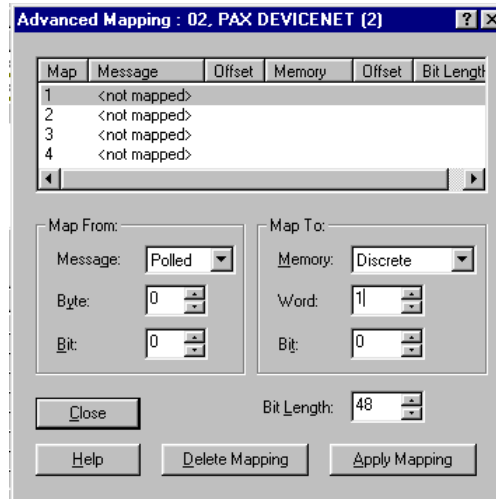 Advanced Mapping : 02, PAX DEVICENET (2) ? X
Map Message Offset Memory Offset Bit Length
1 <not mapped>
2 <not mapped>
3 <not mapped>
4 <not mapped>
Map From: Map To:
Message: Polled Memory: Discrete
Byte: 0 Word: 1
Bit: 0 Bit: 0
Close Bit Length: 48
Help Delete Mapping Apply Mapping